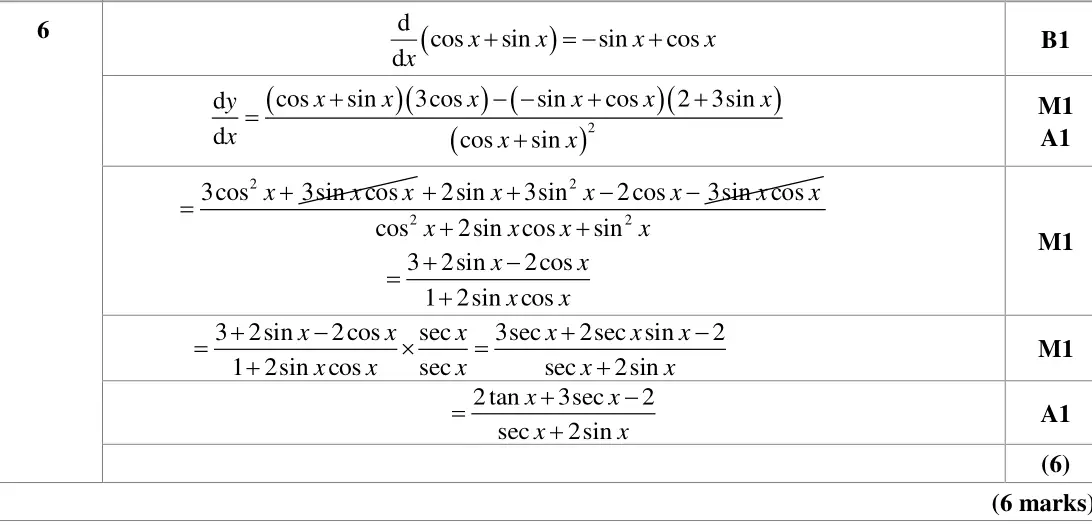 6
d/dx (cos x + sin x) = −sin x + cos x
B1
dy/dx = ((cos x + sin x)(3cos x) − (−sin x + cos x)(2 + 3sin x)) / (cos x + sin x)²
M1
A1
= (3cos² x + 3sin x cos x + 2sin x + 3sin² x − 2cos x − 3sin x cos x) / (cos² x + 2sin x cos x + sin² x)
= (3 + 2sin x − 2cos x) / (1 + 2sin x cos x)
M1
= (3 + 2sin x − 2cos x) / (1 + 2sin x cos x) × sec x / sec x = (3sec x + 2sec x sin x − 2) / (sec x + 2sin x)
M1
= (2 tan x + 3sec x − 2) / (sec x + 2sin x)
A1
(6)
(6 marks)